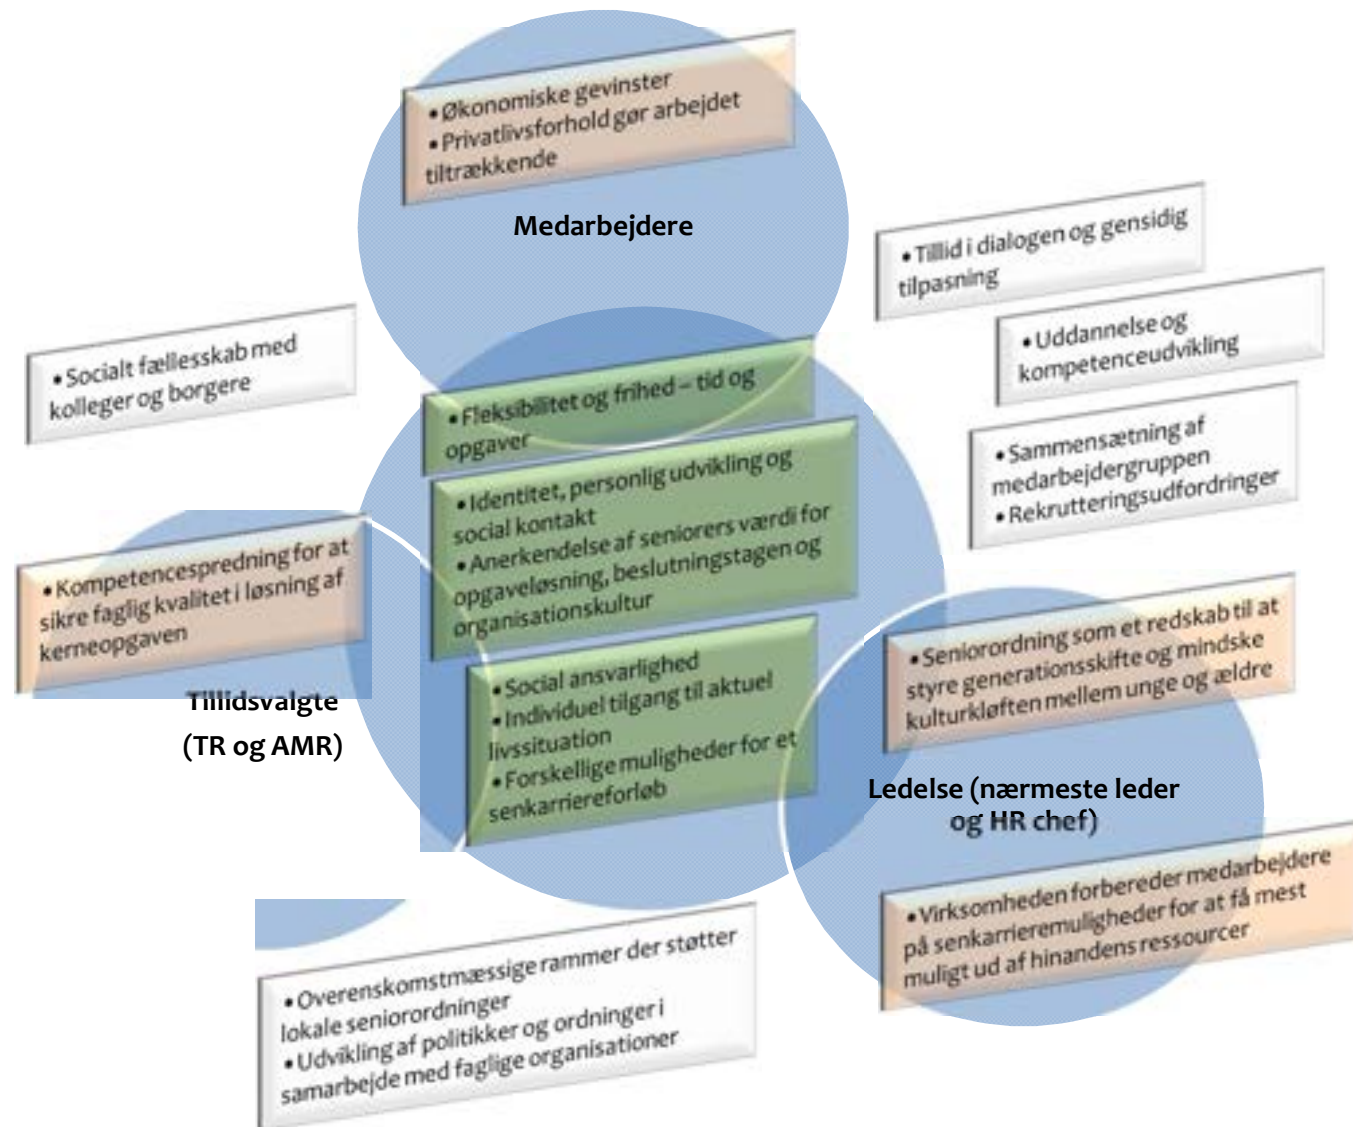 • Økonomiske gevinster
• Privatlivsforhold gør arbejdet
tiltrækkende
Medarbejdere
• Tillid i dialogen og gensidig
tilpasning
• Uddannelse og
kompetenceudvikling
• Socialt fællesskab med
kolleger og borgere
• Fleksibilitet og frihed – tid og
opgaver
• Sammensætning af
medarbejdergruppen
• Rekrutteringsudfordringer
• Identitet, personlig udvikling og
social kontakt
• Anerkendelse af seniorers værdi for
opgaveløsning, beslutningstagen og
organisationskultur
• Kompetencespredning for at
sikre faglig kvalitet i løsning af
kerneopgaven
Tillidsvalgte
(TR og AMR)
• Social ansvarlighed
• Individuel tilgang til aktuel
livssituation
• Forskellige muligheder for et
senkarriereforløb
• Seniorordning som et redskab til at
styre generationsskifte og mindske
kulturkløften mellem unge og ældre
Ledelse (nærmeste leder
og HR chef)
• Virksomheden forbereder medarbejdere
på senkarrieremuligheder for at få mest
muligt ud af hinandens ressourcer
• Overenskomstmæssige rammer der støtter
lokale seniorordninger
• Udvikling af politikker og ordninger i
samarbejde med faglige organisationer